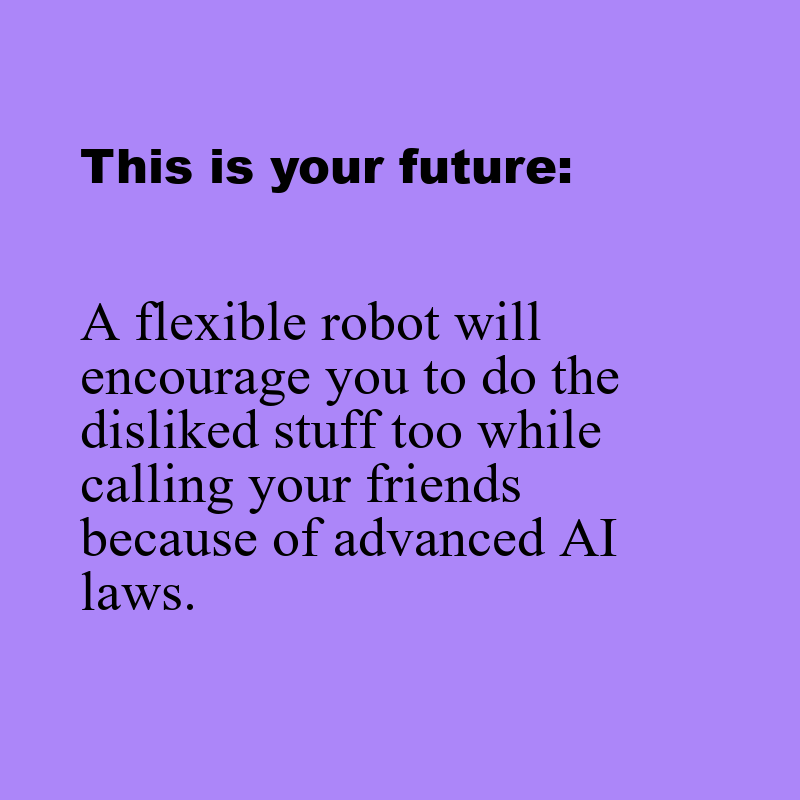 This is your future:
A flexible robot will
encourage you to do the
disliked stuff too while
calling your friends
because of advanced AI
laws.